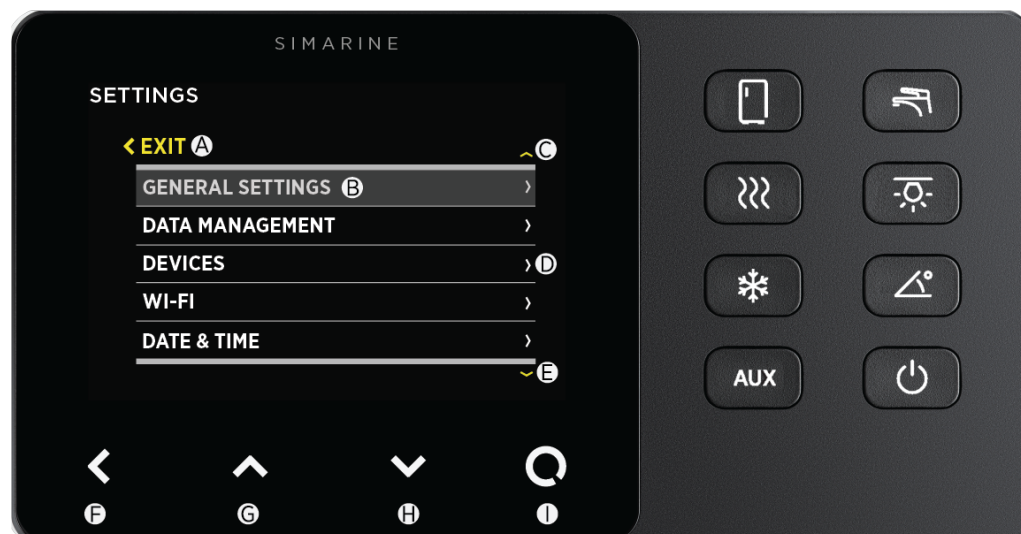 SIMARINE
SETTINGS
< EXIT A
C
GENERAL SETTINGS B
DATA MANAGEMENT
DEVICES
D
WI-FI
DATE & TIME
E
AUX
F G H I